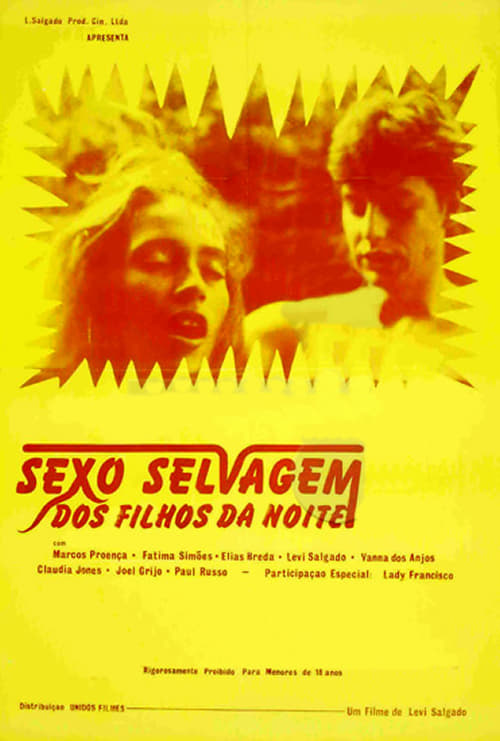 L.Salgado Prod. Cin. Ltda
APRESENTA
SEXO SELVAGEM
DOS FILHOS DA NOITE
com
Marcos Proença • Fatima Simões • Elias Hreda • Levi Salgado • Vanna dos Anjos
Claudia Jones • Joel Grijo • Paul Russo – Participaçao Especial: Lady Francisco
Rigorosamente Proibido Para Menores de 18 anos
Distribuiçao UNIDOS FILMES
Um Filme de Levi Salgado